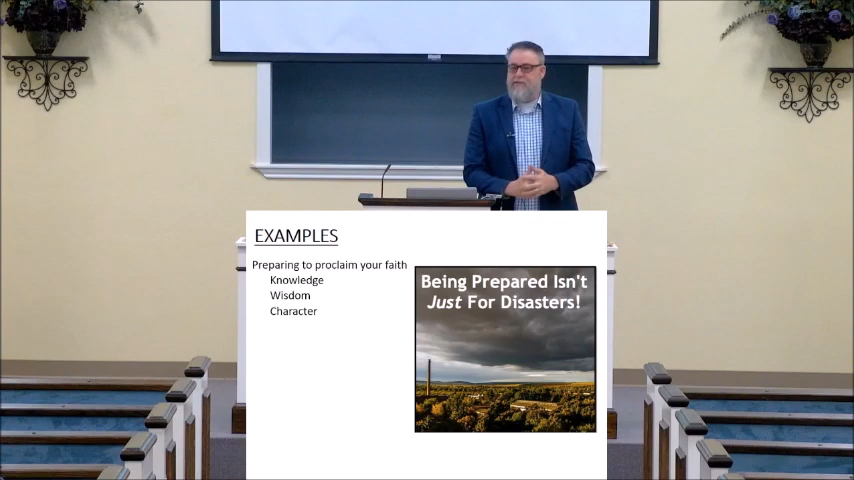 EXAMPLES
Preparing to proclaim your faith
Knowledge
Wisdom
Character
Being Prepared Isn't
Just For Disasters!